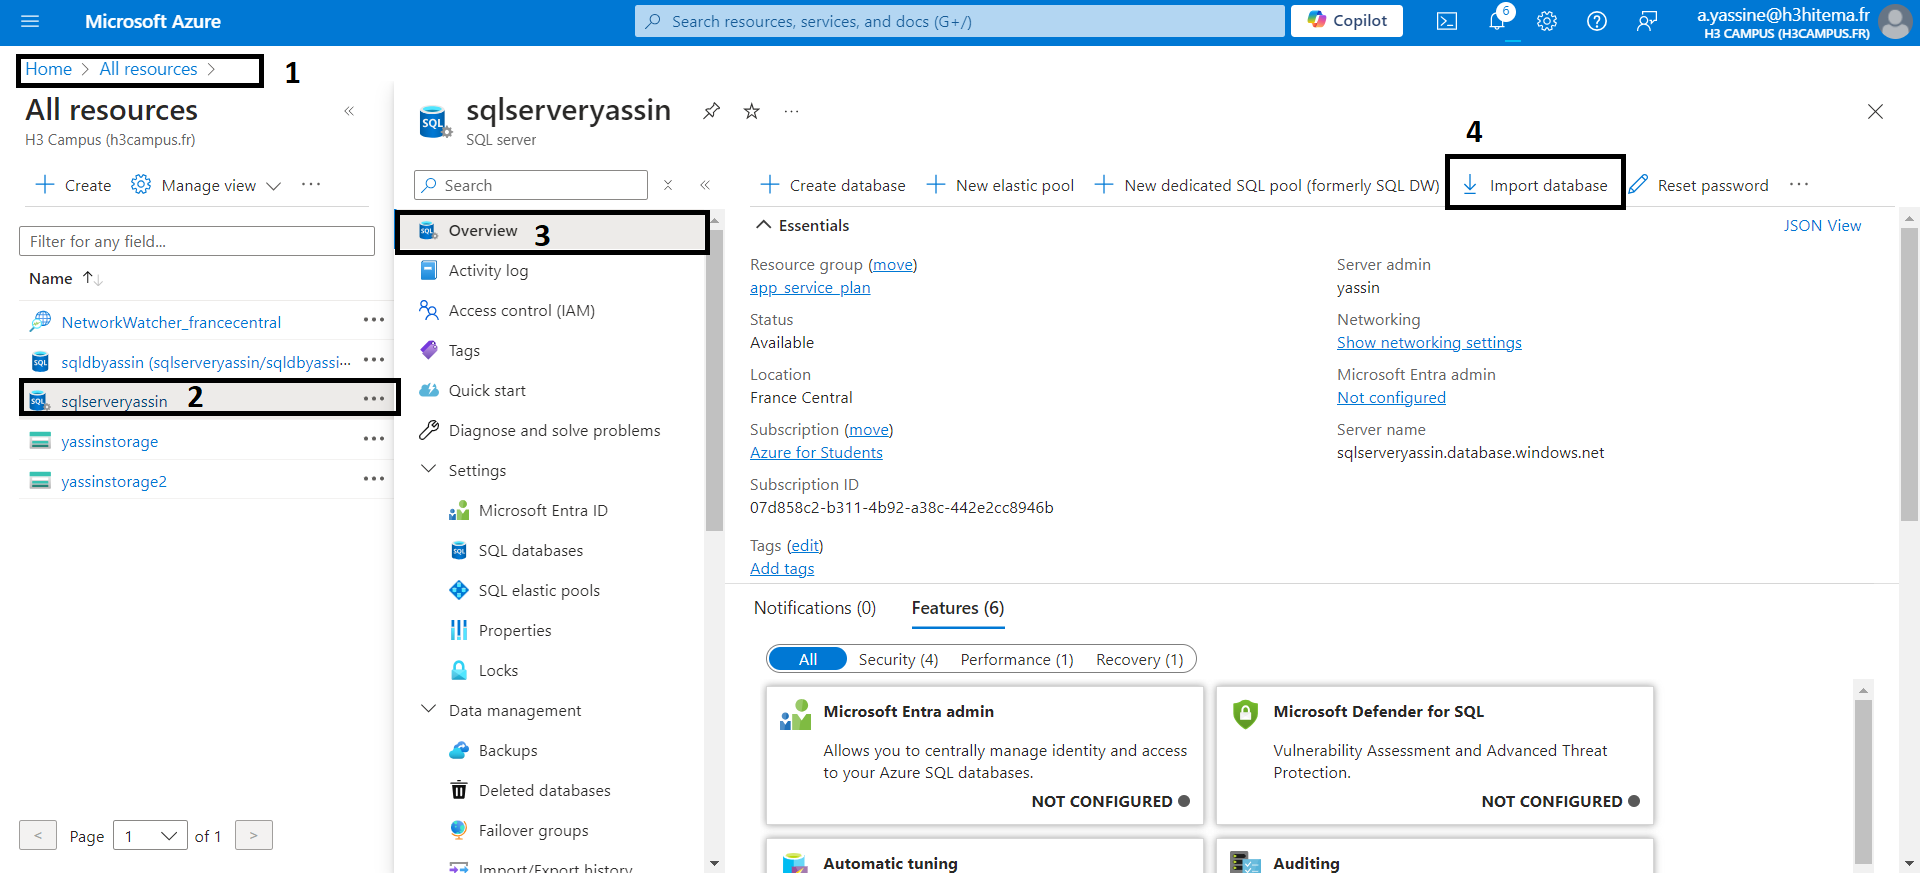 Microsoft Azure
Search resources, services, and docs (G+/)
Copilot
6
a.yassine@h3hitema.fr
H3 CAMPUS (H3CAMPUS.FR)
Home > All resources >
1
All resources
«
H3 Campus (h3campus.fr)
Create
Manage view
...
Filter for any field...
Name
NetworkWatcher_francecentral
sqldbyassin (sqlserveryassin/sqldbyassi...
sqlserveryassin
2
yassinstorage
yassinstorage2
< Page 1 of 1 >
sqlserveryassin
SQL server
Search
«
Overview
3
Activity log
Access control (IAM)
Tags
Quick start
Diagnose and solve problems
Settings
Microsoft Entra ID
SQL databases
SQL elastic pools
Properties
Locks
Data management
Backups
Deleted databases
Failover groups
Import/Export history
4
Create database
New elastic pool
New dedicated SQL pool (formerly SQL DW)
Import database
Reset password
...
Essentials
JSON View
Resource group (move)
app_service_plan
Status
Available
Location
France Central
Subscription (move)
Azure for Students
Subscription ID
07d858c2-b311-4b92-a38c-442e2cc8946b
Tags (edit)
Add tags
Server admin
yassin
Networking
Show networking settings
Microsoft Entra admin
Not configured
Server name
sqlserveryassin.database.windows.net
Notifications (0)
Features (6)
All
Security (4)
Performance (1)
Recovery (1)
Microsoft Entra admin
Allows you to centrally manage identity and access
to your Azure SQL databases.
NOT CONFIGURED
Microsoft Defender for SQL
Vulnerability Assessment and Advanced Threat
Protection.
NOT CONFIGURED
Automatic tuning
Auditing